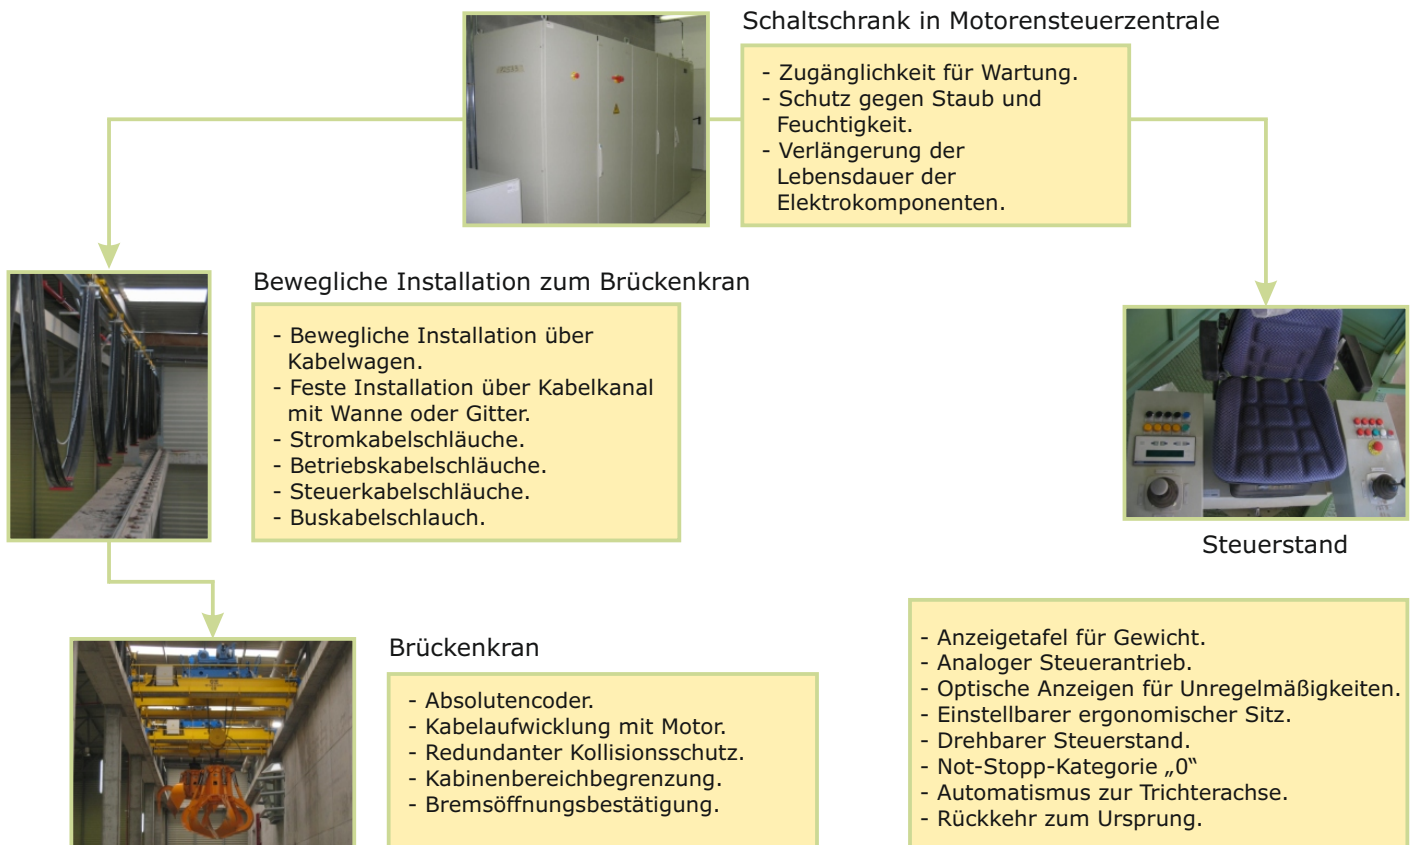 Schaltschrank in Motorensteuerzentrale
- Zugänglichkeit für Wartung.
- Schutz gegen Staub und
Feuchtigkeit.
- Verlängerung der
Lebensdauer der
Elektrokomponenten.
Bewegliche Installation zum Brückenkran
- Bewegliche Installation über
Kabelwagen.
- Feste Installation über Kabelkanal
mit Wanne oder Gitter.
- Stromkabelschläuche.
- Betriebskabelschläuche.
- Steuerkabelschläuche.
- Buskabelschlauch.
Steuerstand
- Anzeigetafel für Gewicht.
- Analoger Steuerantrieb.
- Optische Anzeigen für Unregelmäßigkeiten.
- Einstellbarer ergonomischer Sitz.
- Drehbarer Steuerstand.
- Not-Stopp-Kategorie „0“
- Automatismus zur Trichterachse.
- Rückkehr zum Ursprung.
Brückenkran
- Absolutencoder.
- Kabelaufwicklung mit Motor.
- Redundanter Kollisionsschutz.
- Kabinenbereichbegrenzung.
- Bremsöffnungsbestätigung.